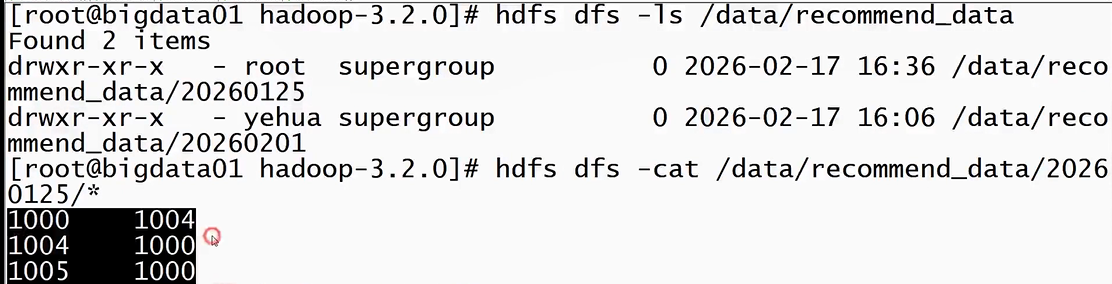 [root@bigdata01 hadoop-3.2.0]# hdfs dfs -ls /data/recommend_data
Found 2 items
drwxr-xr-x   - root  supergroup          0 2026-02-17 16:36 /data/reco
mmend_data/20260125
drwxr-xr-x   - yehua supergroup          0 2026-02-17 16:06 /data/reco
mmend_data/20260201
[root@bigdata01 hadoop-3.2.0]# hdfs dfs -cat /data/recommend_data/2026
0125/*
1000    1004
1004    1000
1005    1000